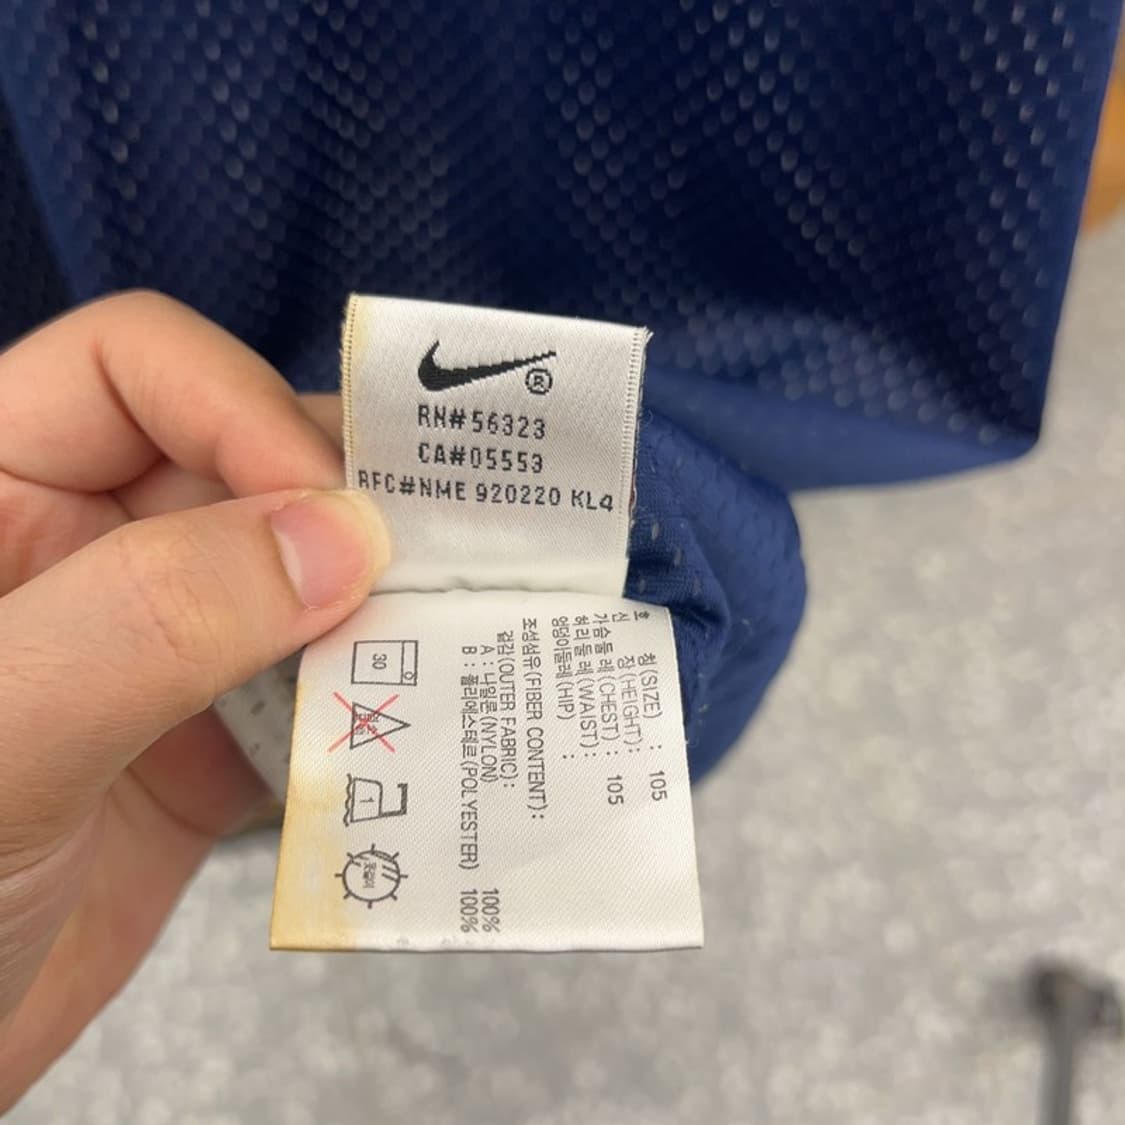 ®
RN#56323
CA#05553
RFC#NME 920220 KL4
호 칭(SIZE) : 105
신 장(HEIGHT):
가슴둘레(CHEST) : 105
허리둘레(WAIST):
엉덩이둘레(HIP) :
조성섬유(FIBER CONTENT):
겉감(OUTER FABRIC):
A : 나일론(NYLON) 100%
B : 폴리에스테르(POLYESTER) 100%
30
1
옷걸이